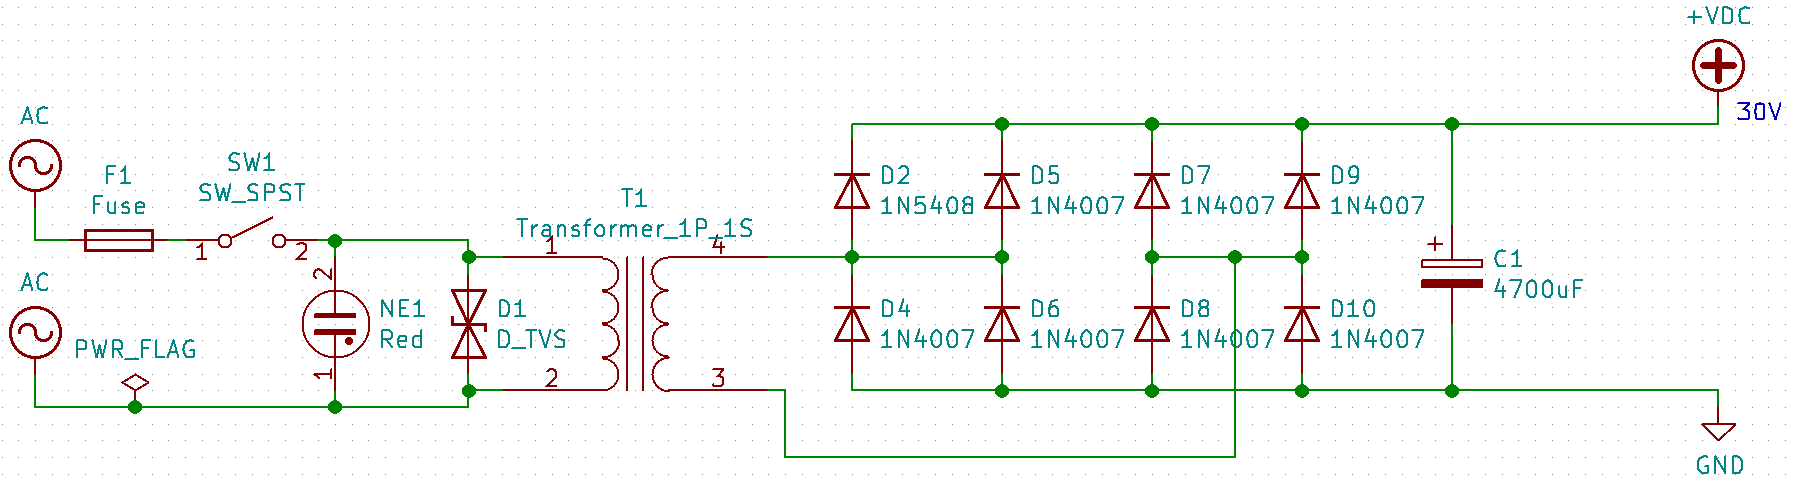 +VDC
30V
AC
F1
Fuse
SW1
SW_SPST
1
2
T1
Transformer_1P_1S
1
4
2
3
AC
PWR_FLAG
2
NE1
Red
1
D1
D_TVS
D2
1N5408
D5
1N4007
D7
1N4007
D9
1N4007
D4
1N4007
D6
1N4007
D8
1N4007
D10
1N4007
+
C1
4700uF
GND